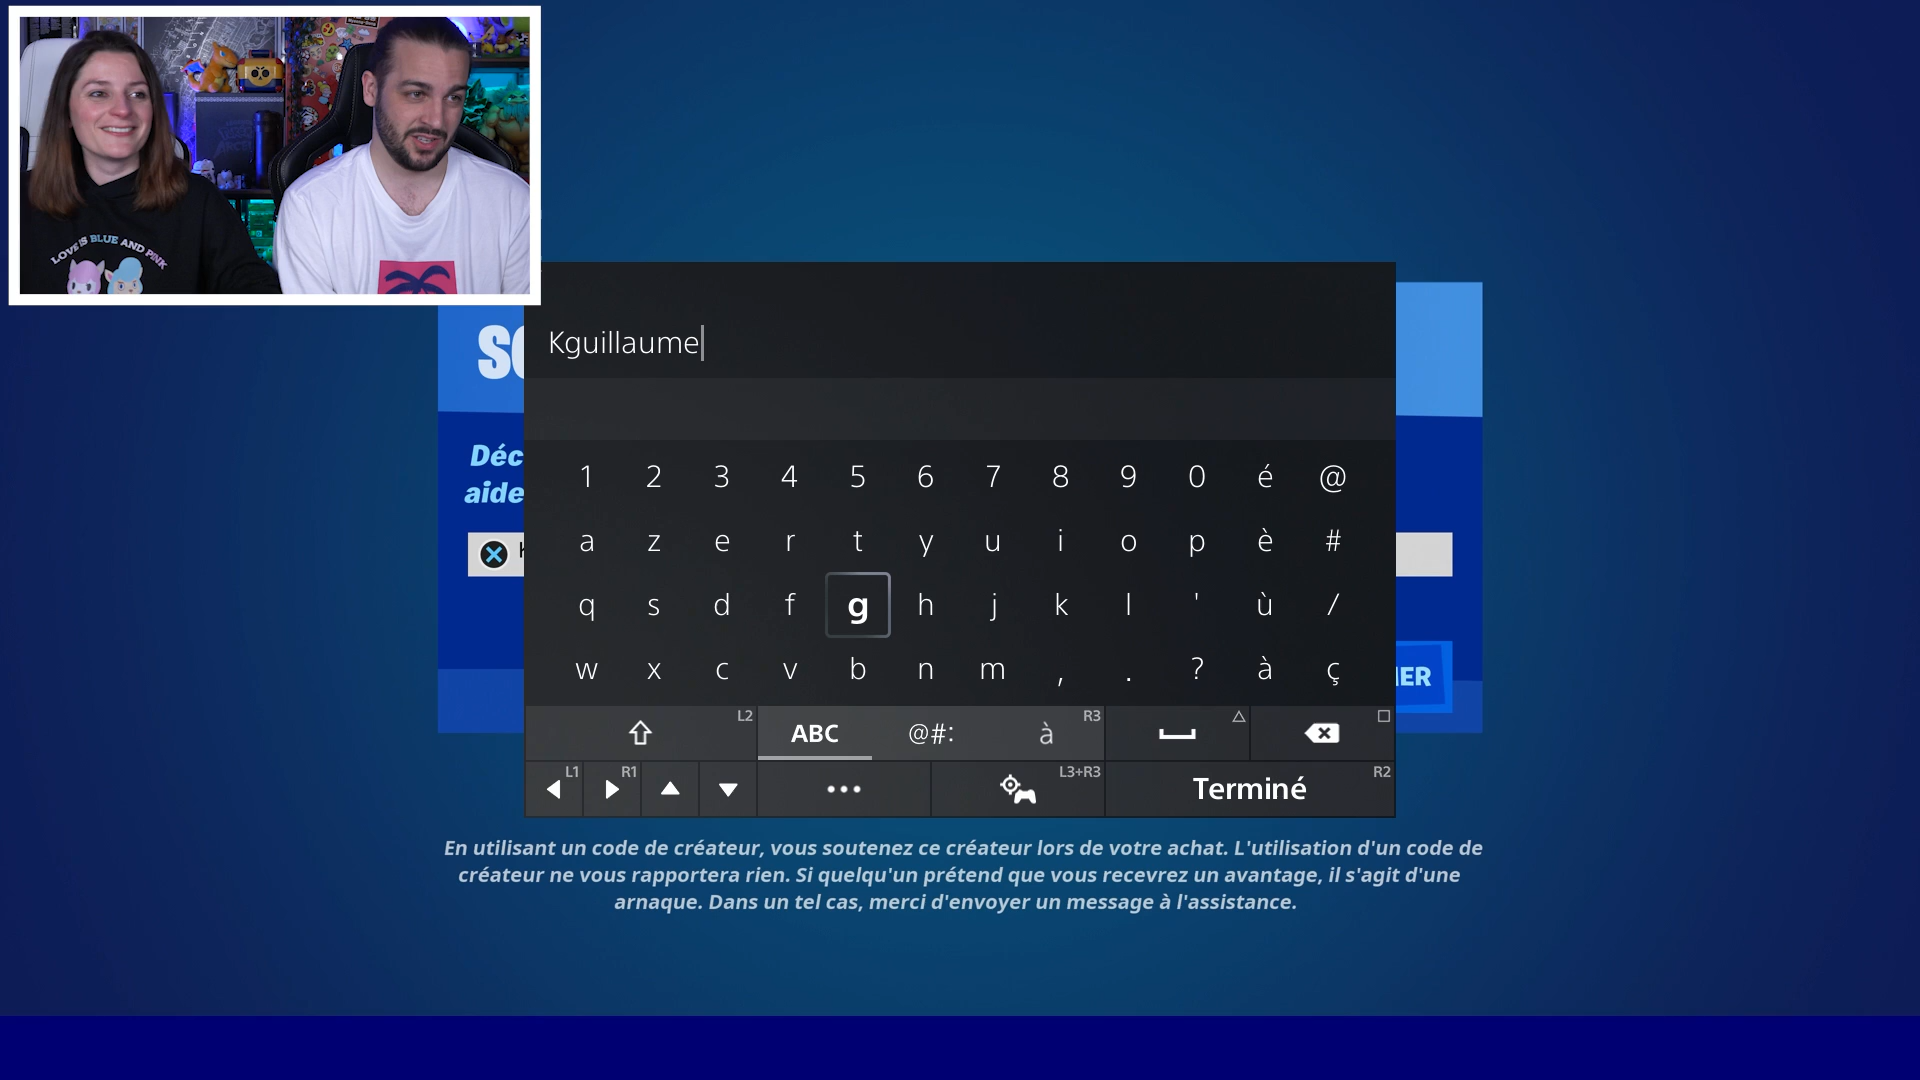 LOVE IS BLUE AND PINK
Kguillaume
SO
Déc
aide
1 2 3 4 5 6 7 8 9 0 é @
a z e r t y u i o p è #
q s d f g h j k l ' ù /
w x c v b n m , . ? à ç
L2 ABC @#: à R3
L1 R1 ... L3+R3 Terminé R2
En utilisant un code de créateur, vous soutenez ce créateur lors de votre achat. L'utilisation d'un code de
créateur ne vous rapportera rien. Si quelqu'un prétend que vous recevrez un avantage, il s'agit d'une
arnaque. Dans un tel cas, merci d'envoyer un message à l'assistance.